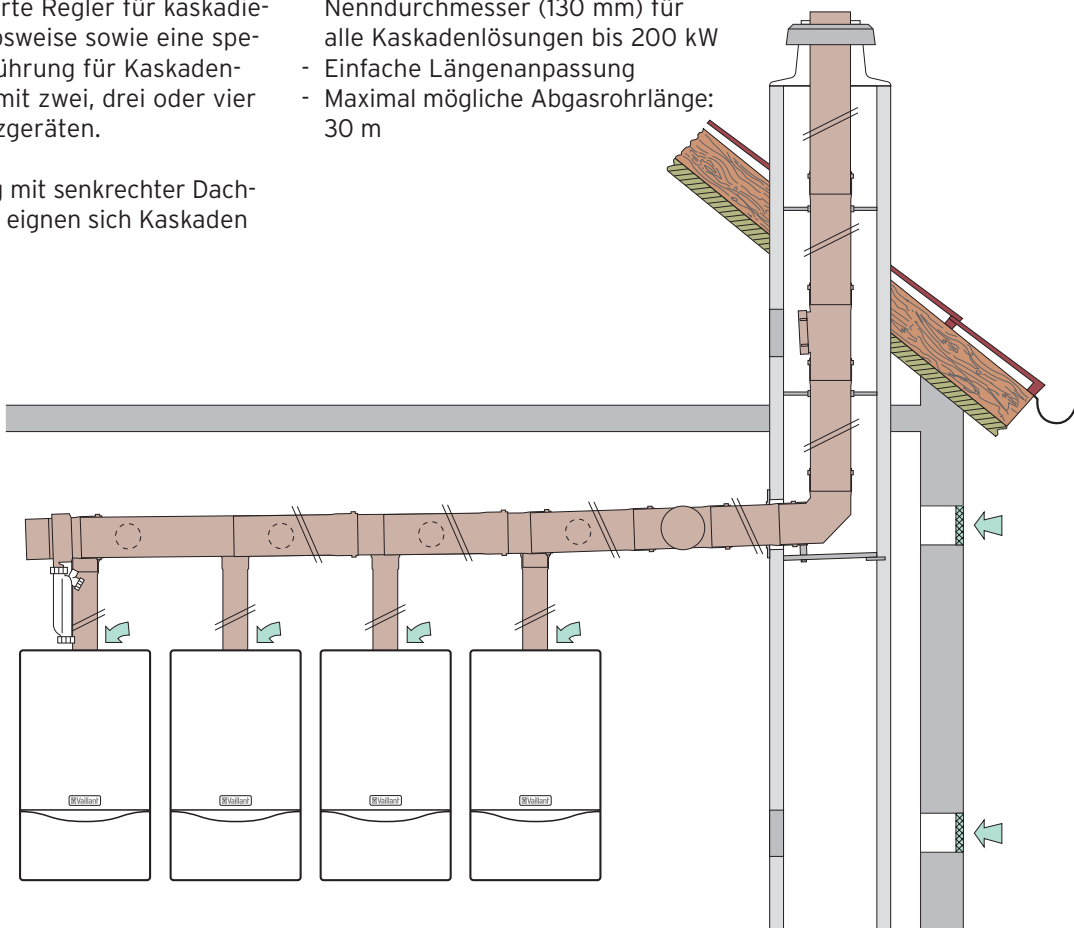 rte Regler für kaskadie-
osweise sowie eine spe-
ührung für Kaskaden-
mit zwei, drei oder vier
zgeräten.
g mit senkrechter Dach-
eignen sich Kaskaden
Nenndurchmesser (130 mm) für
alle Kaskadenlösungen bis 200 kW
- Einfache Längenanpassung
- Maximal mögliche Abgasrohrlänge:
30 m
Vaillant
Vaillant
Vaillant
Vaillant